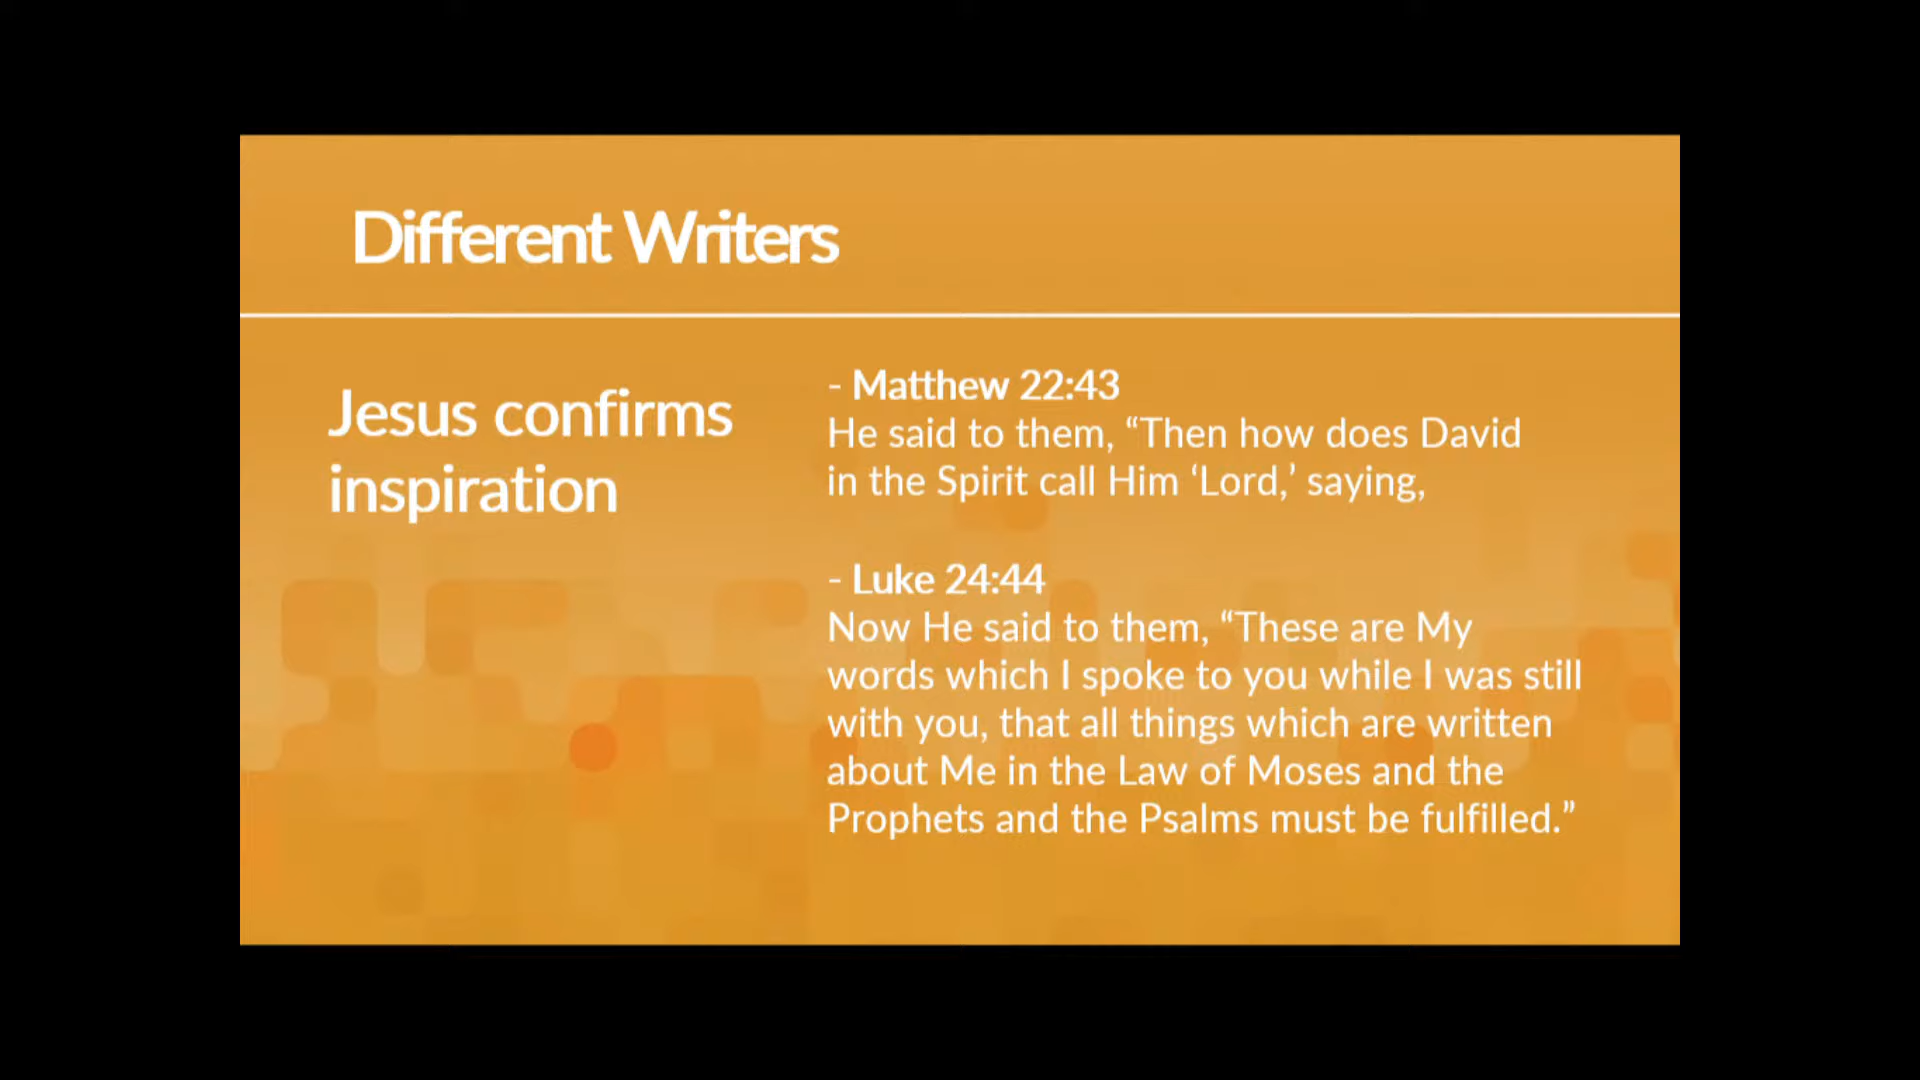 Different Writers
Jesus confirms
inspiration
- Matthew 22:43
He said to them, “Then how does David
in the Spirit call Him ‘Lord,’ saying,
- Luke 24:44
Now He said to them, “These are My
words which I spoke to you while I was still
with you, that all things which are written
about Me in the Law of Moses and the
Prophets and the Psalms must be fulfilled.”